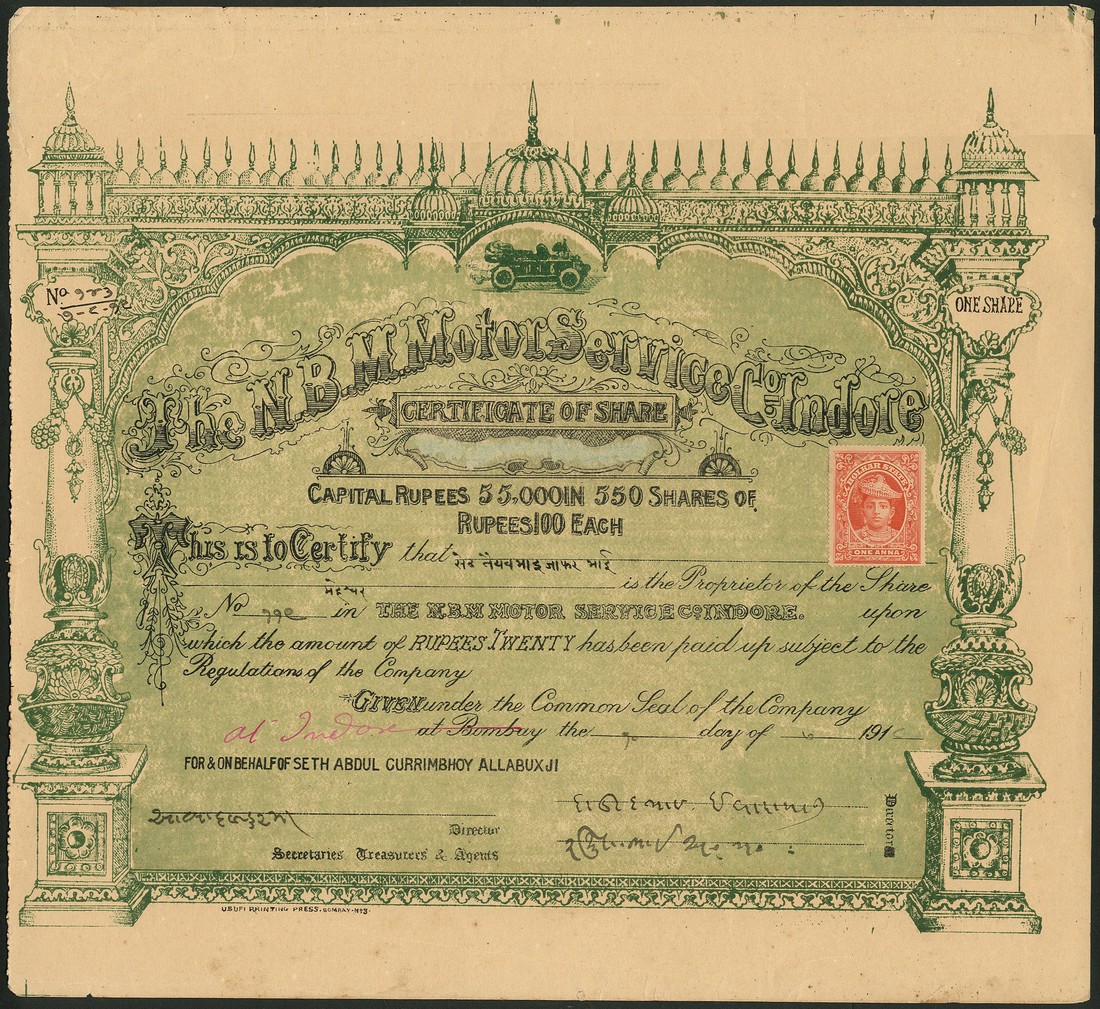 No १२३
ONE SHARE
The N.B.M. Motor Service Co. Indore
CERTIFICATE OF SHARE
HOLKAR STATE
ONE ANNA
CAPITAL RUPEES 55,000 IN 550 SHARES OF
RUPEES 100 EACH
This is to Certify that सेठ तैयबभाई जाफर भाई
is the Proprietor of the Share
No ११९ in THE N.B.M MOTOR SERVICE Co INDORE. upon
which the amount of RUPEES TWENTY has been paid up subject to the
Regulations of the Company
GIVEN under the Common Seal of the Company
at Indore at Bombay the day of 191
FOR & ON BEHALF OF SETH ABDUL CURRIMBHOY ALLABUXJI
Director
Secretaries Treasurers & Agents
Director
USUFI PRINTING PRESS. BOMBAY. No 3.